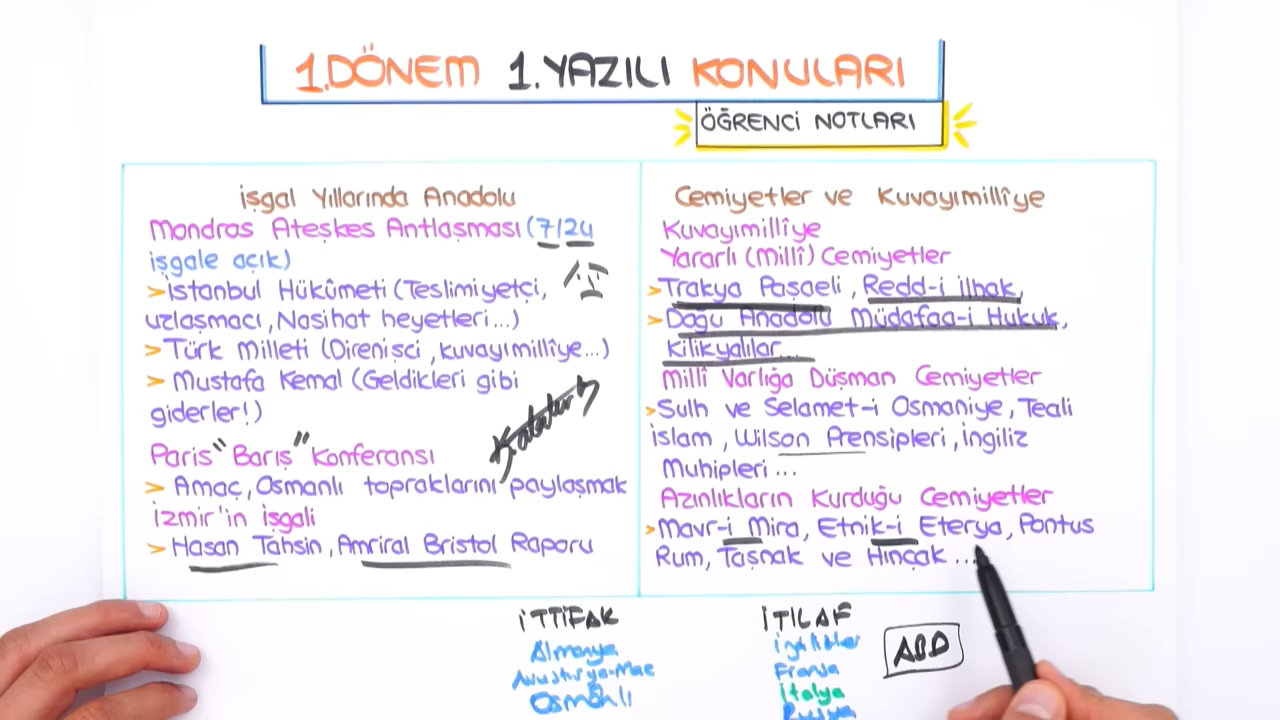 1.DÖNEM 1.YAZILI KONULARI
ÖĞRENCİ NOTLARI
İşgal Yıllarında Anadolu
Mondros Ateşkes Antlaşması (7/24
işgale açık)
>İstanbul Hükûmeti (Teslimiyetçi,
uzlaşmacı, Nasihat heyetleri...)
> Türk Milleti (Direnişci, kuvayımillîye...)
> Mustafa Kemal (Geldikleri gibi
giderler!)
Paris "Barış" Konferansı
> Amaç, Osmanlı topraklarını paylaşmak
İzmir'in işgali
> Hasan Tahsin, Amriral Bristol Raporu
Cemiyetler ve Kuvayımillîye
Kuvayımillîye
Yararlı (Millî) Cemiyetler
>Trakya Paşaeli, Redd-i İlhak,
>Doğu Anadolu Müdafaa-i Hukuk,
Kilikyalılar...
Millî Varlığa Düşman Cemiyetler
>Sulh ve Selamet-i Osmaniye, Teali
İslam, Wilson Prensipleri, İngiliz
Muhipleri ...
Azınlıkların Kurduğu Cemiyetler
>Mavr-i Mira, Etnik-i Eterya, Pontus
Rum, Taşnak ve Hınçak ...
İTTİFAK
Almanya
Avusturya-Mac
Osmanlı
İTİLAF
Fransa
İtalya
Rusya
ABD